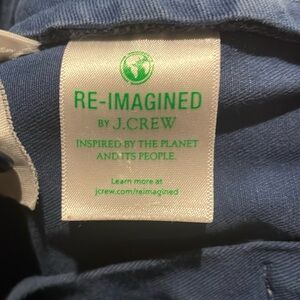 RE-IMAGINED
BY J.CREW
INSPIRED BY THE PLANET
AND ITS PEOPLE.
Learn more at
jcrew.com/reimagined